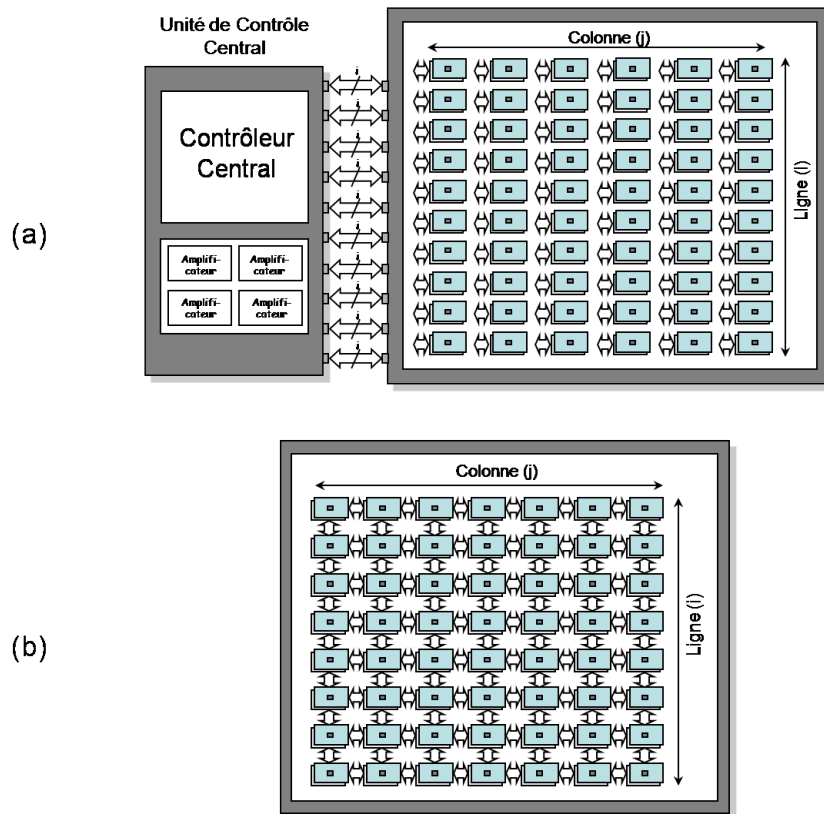 Unité de Contrôle
Central
Colonne (j)
Contrôleur
Central
Ligne (l)
(a)
Amplifi-
cateur
Amplifi-
cateur
Amplifi-
cateur
Amplifi-
cateur
Colonne (j)
Ligne (i)
(b)